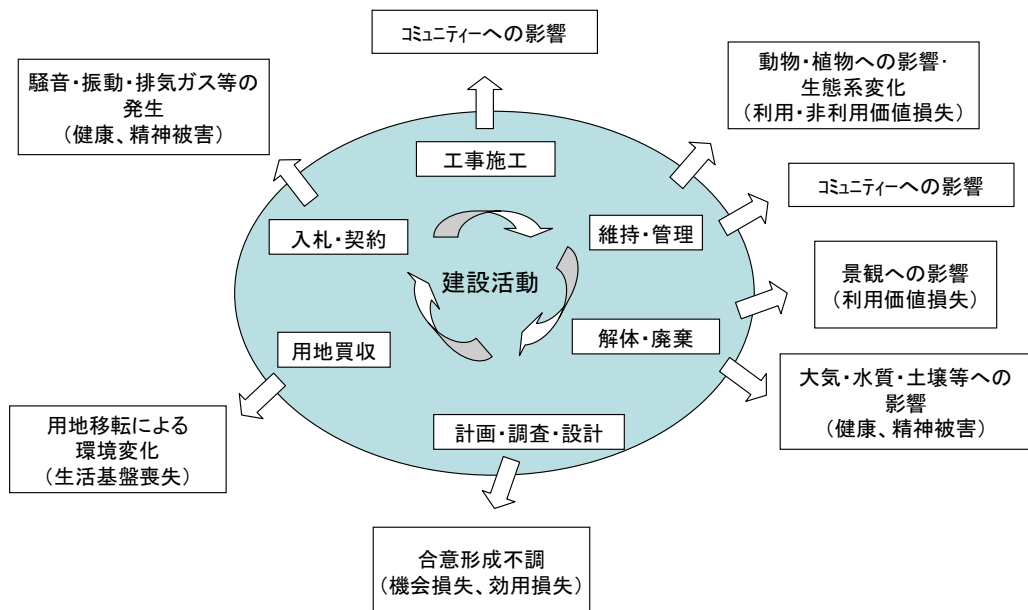 コミュニティーへの影響
騒音・振動・排気ガス等の
発生
(健康、精神被害)
動物・植物への影響・
生態系変化
(利用・非利用価値損失)
工事施工
コミュニティーへの影響
入札・契約
維持・管理
建設活動
景観への影響
(利用価値損失)
用地買収
解体・廃棄
大気・水質・土壌等への
影響
(健康、精神被害)
用地移転による
環境変化
(生活基盤喪失)
計画・調査・設計
合意形成不調
(機会損失、効用損失)